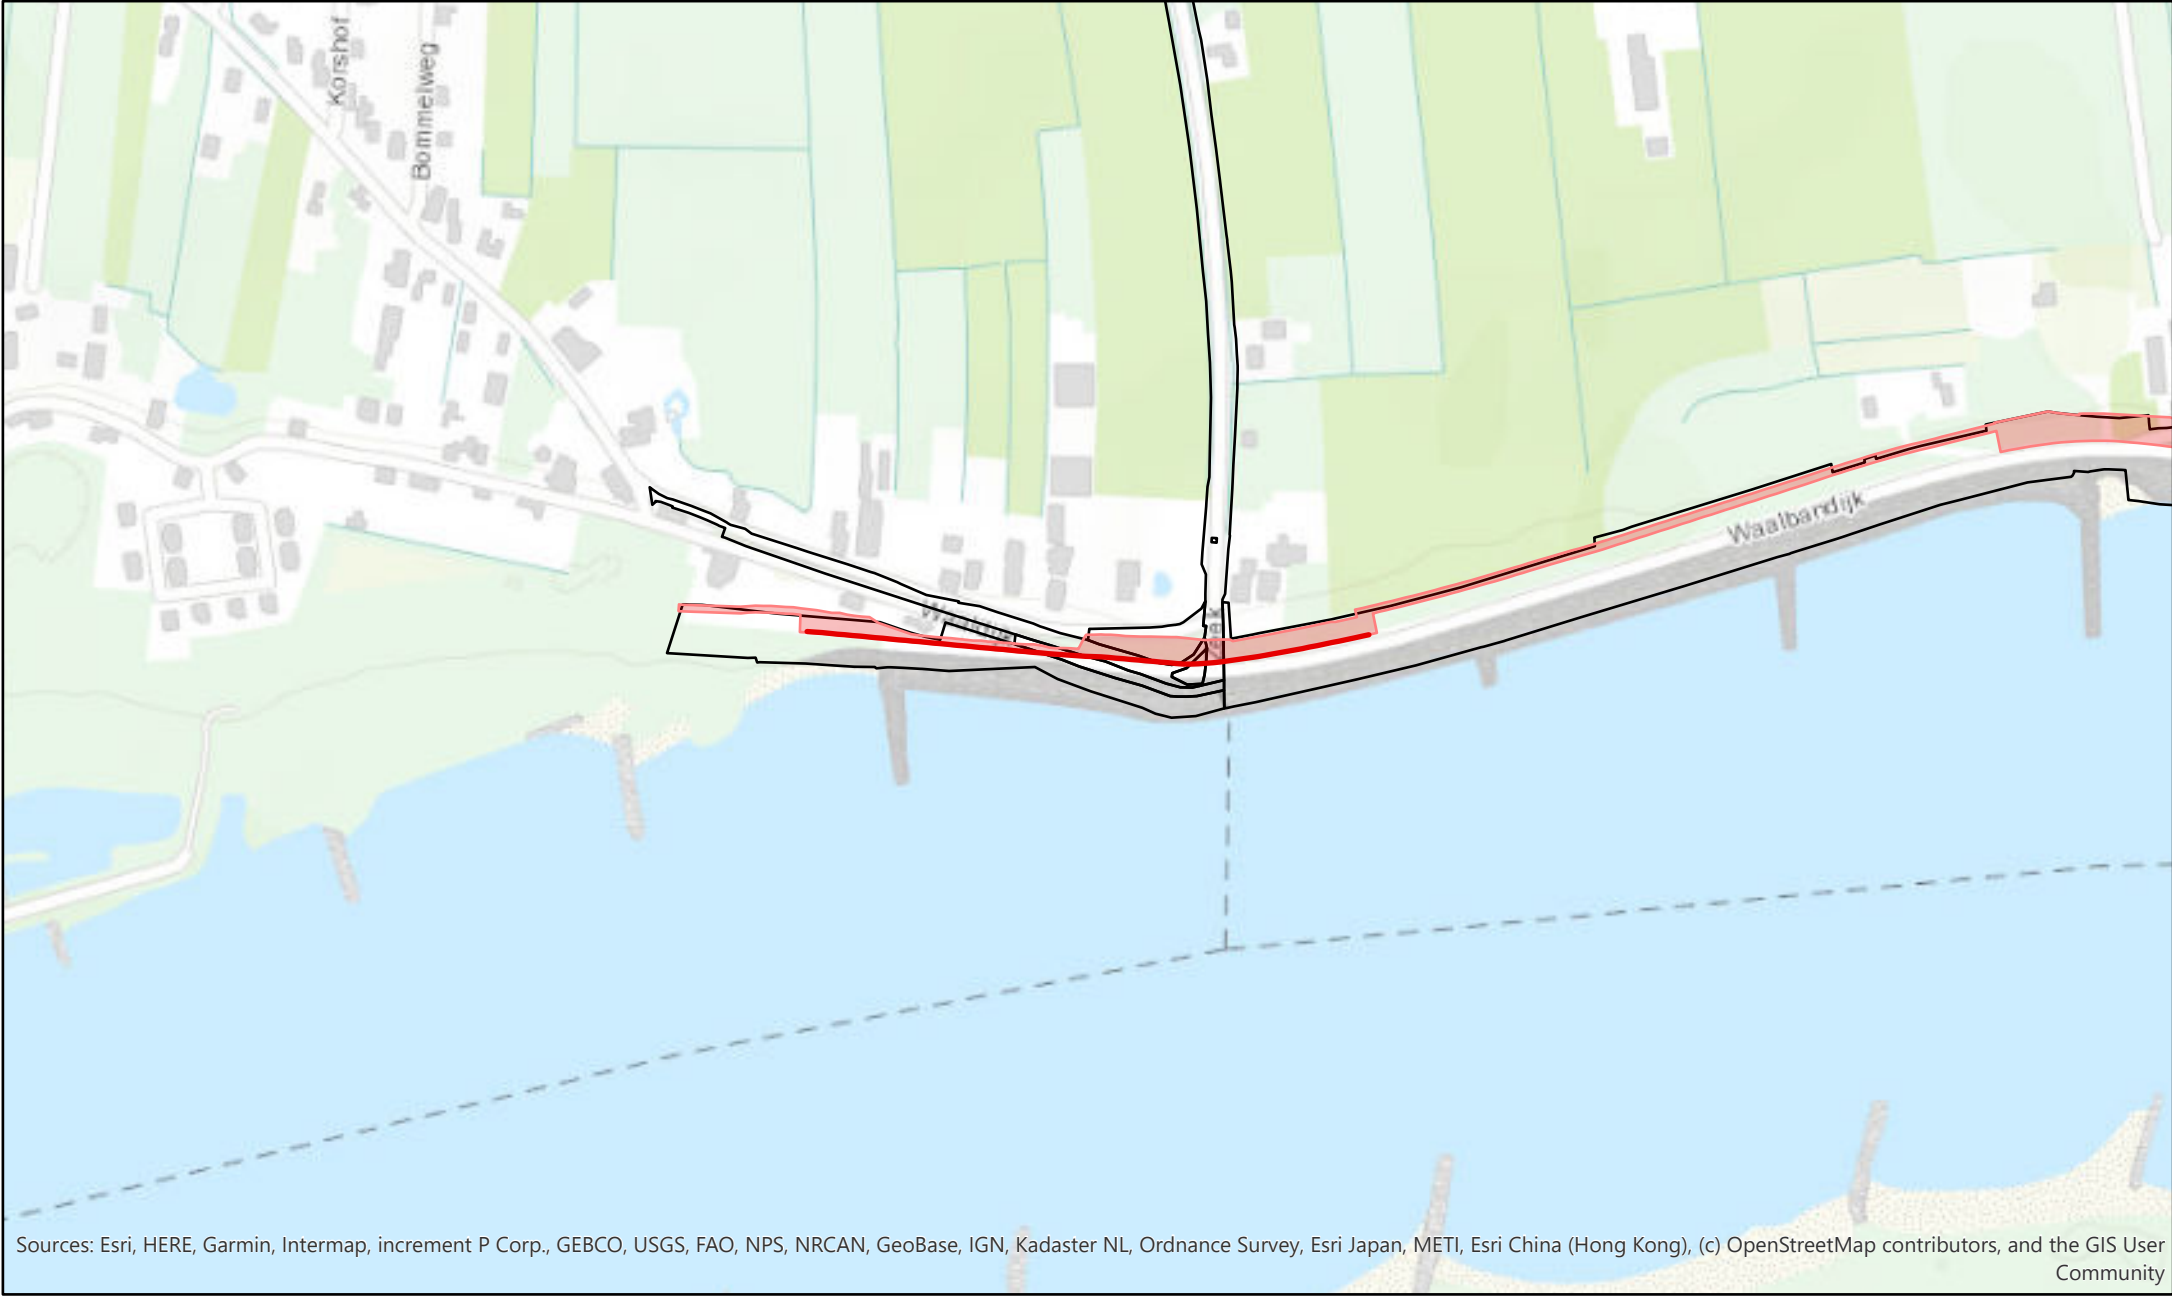 Korshof
Bommelweg
Waalbandijk
Sources: Esri, HERE, Garmin, Intermap, increment P Corp., GEBCO, USGS, FAO, NPS, NRCAN, GeoBase, IGN, Kadaster NL, Ordnance Survey, Esri Japan, METI, Esri China (Hong Kong), (c) OpenStreetMap contributors, and the GIS User
Community